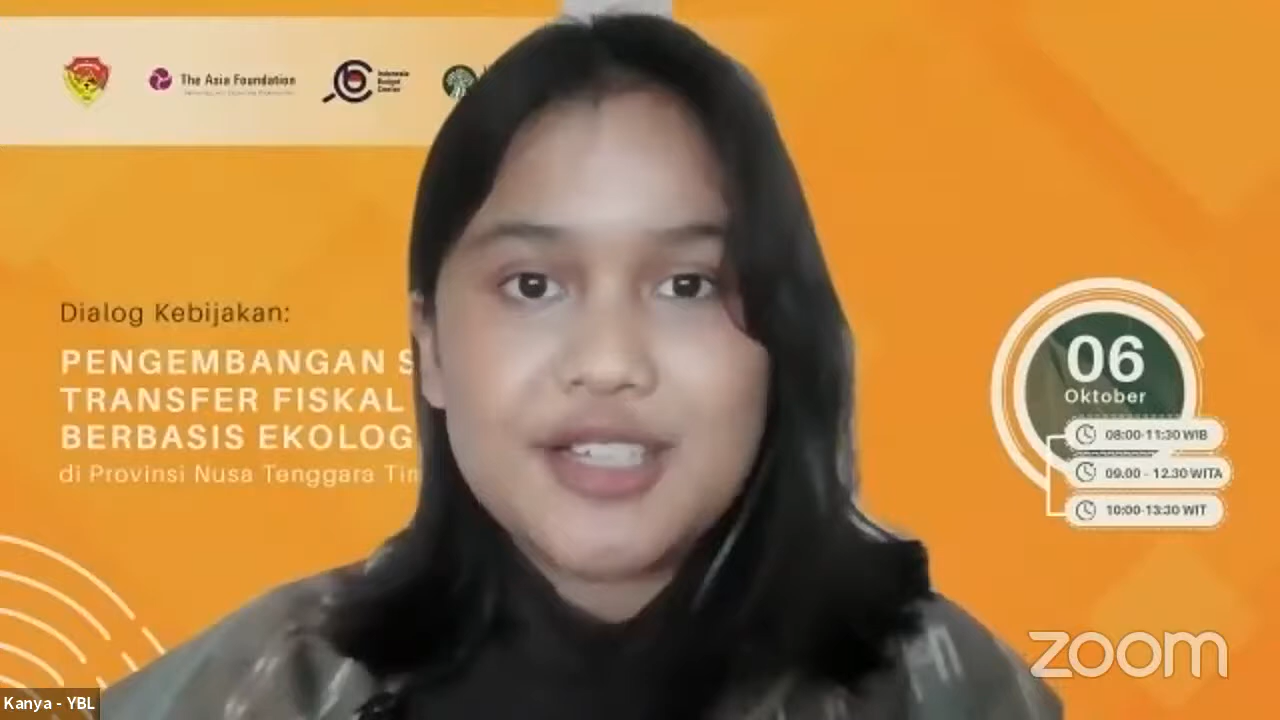 The Asia Foundation
Indonesia
Budget
Center
Dialog Kebijakan:
PENGEMBANGAN S
TRANSFER FISKAL
BERBASIS EKOLOG
di Provinsi Nusa Tenggara Tim
06
Oktober
08:00-11:30 WIB
09.00 - 12.30 WITA
10:00-13:30 WIT
zoom
Kanya - YBL